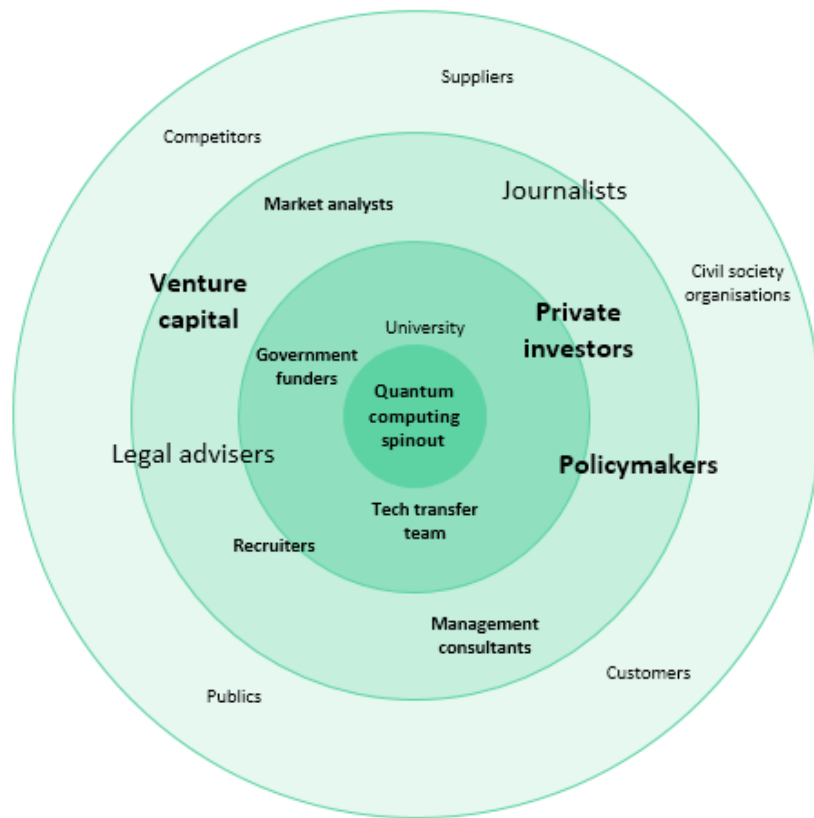 Suppliers
Competitors
Journalists
Market analysts
Civil society
organisations
Venture
capital
Private
investors
University
Government
funders
Quantum
computing
spinout
Legal advisers
Policymakers
Tech transfer
team
Recruiters
Management
consultants
Customers
Publics